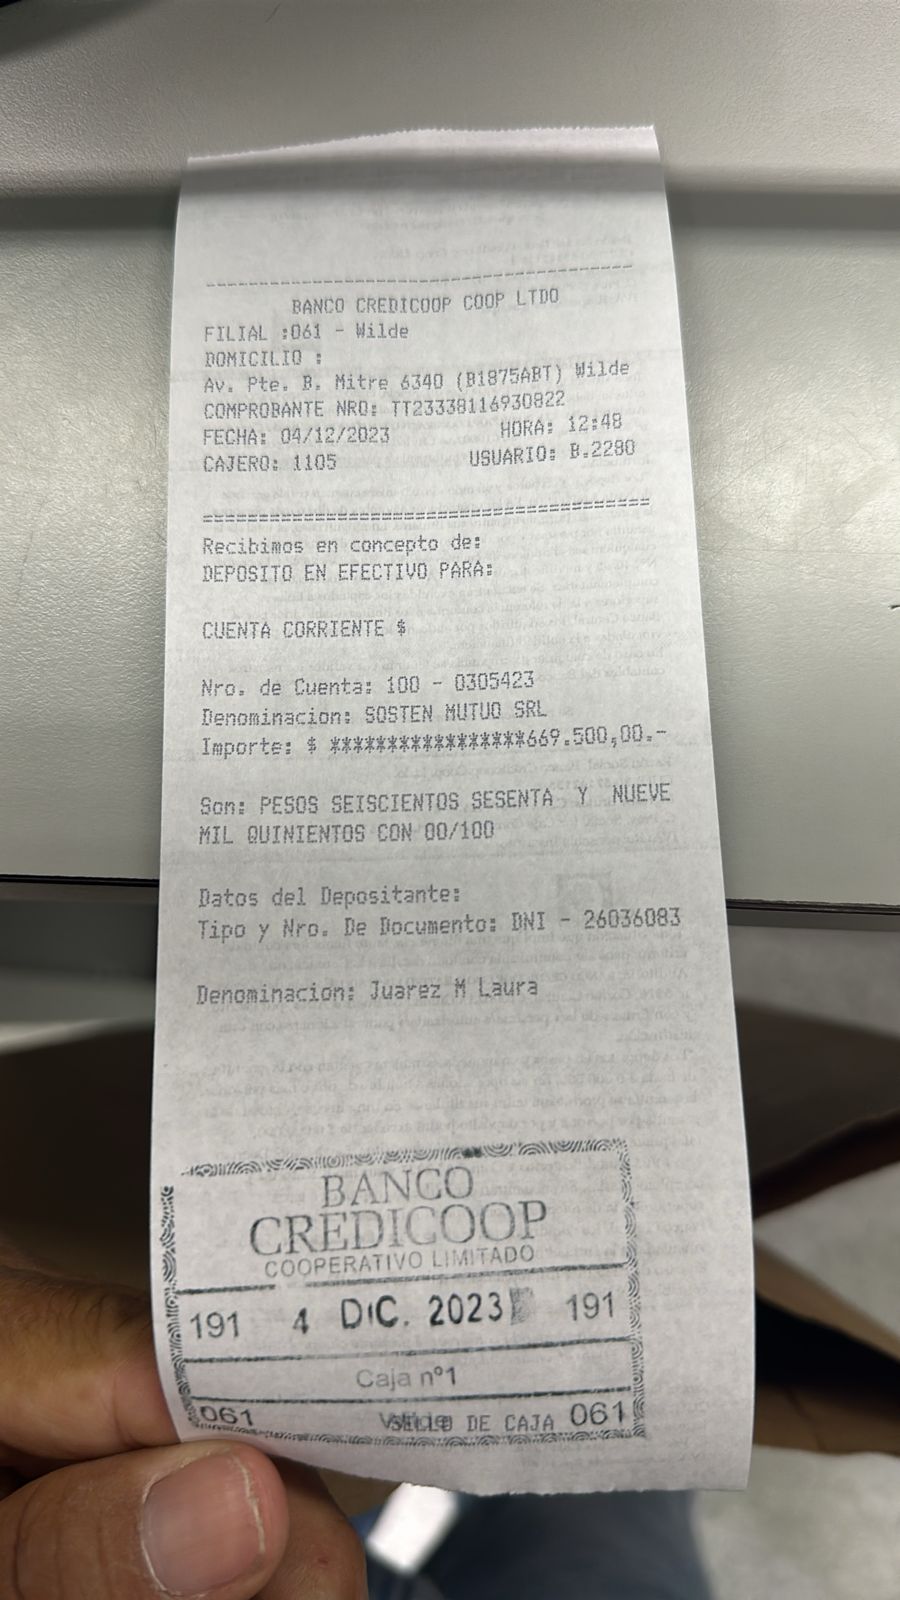 BANCO CREDICOOP COOP LTDO
FILIAL :061 - Wilde
DOMICILIO :
Av. Pte. B. Mitre 6340 (B1875ABT) Wilde
COMPROBANTE NRO: TT23338116930822
FECHA: 04/12/2023 HORA: 12:48
CAJERO: 1105 USUARIO: B.2280
Recibimos en concepto de:
DEPOSITO EN EFECTIVO PARA:
CUENTA CORRIENTE $
Nro. de Cuenta: 100 - 0305423
Denominacion: SOSTEN MUTUO SRL
Importe: $ *****************669.500,00.-
Son: PESOS SEISCIENTOS SESENTA Y NUEVE
MIL QUINIENTOS CON 00/100
Datos del Depositante:
Tipo y Nro. De Documento: DNI - 26036083
Denominacion: Juarez M Laura
BANCO
CREDICOOP
COOPERATIVO LIMITADO
191 4 DIC. 2023 191
Caja nº1
061 SELLO DE CAJA 061